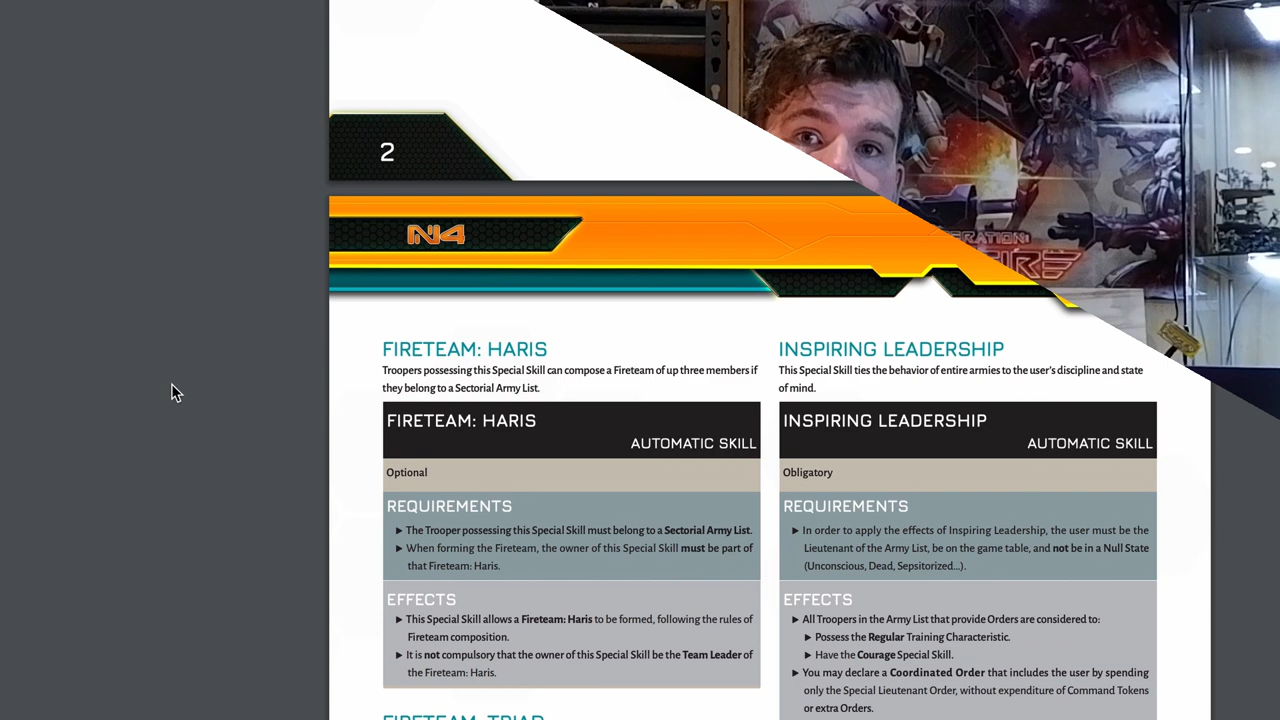 2
N4
FIRETEAM: HARIS
Troopers possessing this Special Skill can compose a Fireteam of up three members if
they belong to a Sectorial Army List.
FIRETEAM: HARIS
AUTOMATIC SKILL
Optional
REQUIREMENTS
► The Trooper possessing this Special Skill must belong to a Sectorial Army List.
► When forming the Fireteam, the owner of this Special Skill must be part of
that Fireteam: Haris.
EFFECTS
► This Special Skill allows a Fireteam: Haris to be formed, following the rules of
Fireteam composition.
► It is not compulsory that the owner of this Special Skill be the Team Leader of
the Fireteam: Haris.
FIRETEAM: TRIAD
INSPIRING LEADERSHIP
This Special Skill ties the behavior of entire armies to the user's discipline and state
of mind.
INSPIRING LEADERSHIP
AUTOMATIC SKILL
Obligatory
REQUIREMENTS
► In order to apply the effects of Inspiring Leadership, the user must be the
Lieutenant of the Army List, be on the game table, and not be in a Null State
(Unconscious, Dead, Sepsitorized...).
EFFECTS
► All Troopers in the Army List that provide Orders are considered to:
► Possess the Regular Training Characteristic.
► Have the Courage Special Skill.
► You may declare a Coordinated Order that includes the user by spending
only the Special Lieutenant Order, without expenditure of Command Tokens
or extra Orders.